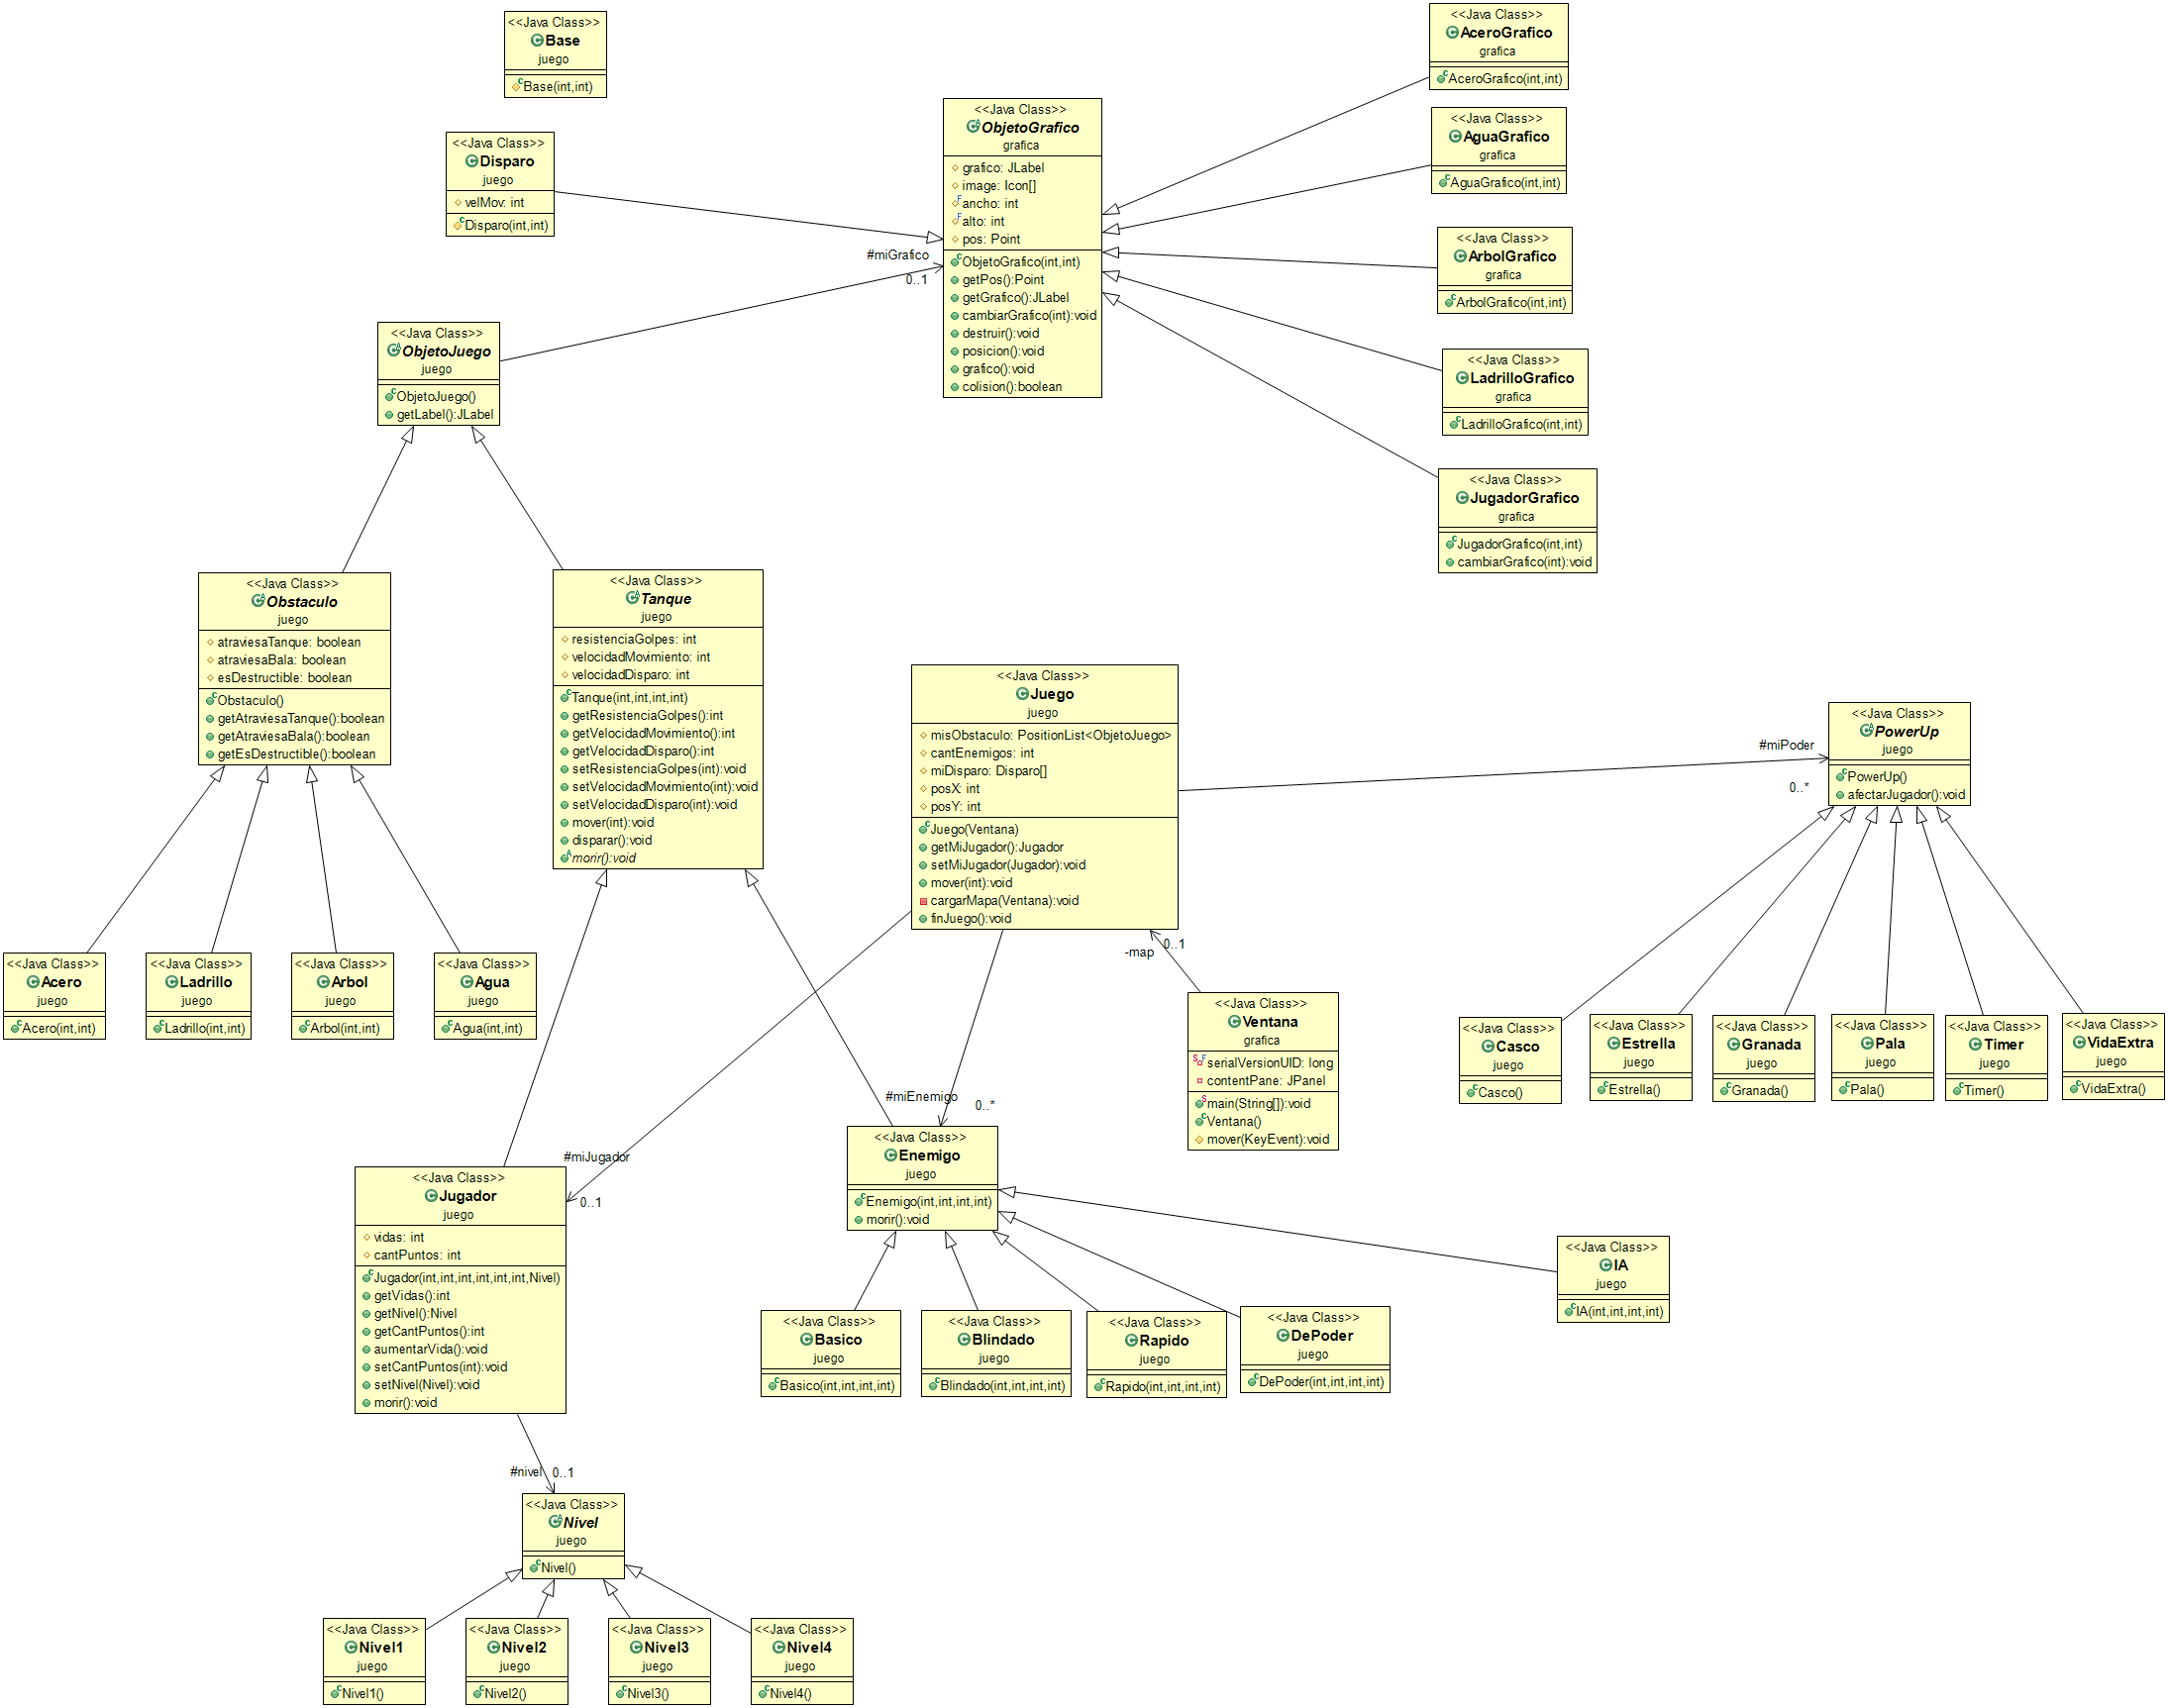 <<Java Class>>
Base
juego
Base(int,int)
<<Java Class>>
Disparo
juego
velMov: int
Disparo(int,int)
<<Java Class>>
ObjetoGrafico
grafica
grafico: JLabel
image: Icon[]
ancho: int
alto: int
pos: Point
ObjetoGrafico(int,int)
getPos():Point
getGrafico():JLabel
cambiarGrafico(int):void
destruir():void
posicion():void
grafico():void
colision():boolean
<<Java Class>>
AceroGrafico
grafica
AceroGrafico(int,int)
<<Java Class>>
AguaGrafico
grafica
AguaGrafico(int,int)
<<Java Class>>
ArbolGrafico
grafica
ArbolGrafico(int,int)
<<Java Class>>
LadrilloGrafico
grafica
LadrilloGrafico(int,int)
<<Java Class>>
JugadorGrafico
grafica
JugadorGrafico(int,int)
cambiarGrafico(int):void
#miGrafico
0..1
<<Java Class>>
ObjetoJuego
juego
ObjetoJuego()
getLabel():JLabel
<<Java Class>>
Obstaculo
juego
atraviesaTanque: boolean
atraviesaBala: boolean
esDestructible: boolean
Obstaculo()
getAtraviesaTanque():boolean
getAtraviesaBala():boolean
getEsDestructible():boolean
<<Java Class>>
Tanque
juego
resistenciaGolpes: int
velocidadMovimiento: int
velocidadDisparo: int
Tanque(int,int,int,int)
getResistenciaGolpes():int
getVelocidadMovimiento():int
getVelocidadDisparo():int
setResistenciaGolpes(int):void
setVelocidadMovimiento(int):void
setVelocidadDisparo(int):void
mover(int):void
disparar():void
morir():void
<<Java Class>>
Juego
juego
misObstaculo: PositionList<ObjetoJuego>
cantEnemigos: int
miDisparo: Disparo[]
posX: int
posY: int
Juego(Ventana)
getMiJugador():Jugador
setMiJugador(Jugador):void
mover(int):void
cargarMapa(Ventana):void
finJuego():void
#miPoder
0..*
<<Java Class>>
PowerUp
juego
PowerUp()
afectarJugador():void
<<Java Class>>
Acero
juego
Acero(int,int)
<<Java Class>>
Ladrillo
juego
Ladrillo(int,int)
<<Java Class>>
Arbol
juego
Arbol(int,int)
<<Java Class>>
Agua
juego
Agua(int,int)
-map
0..1
<<Java Class>>
Ventana
grafica
serialVersionUID: long
contentPane: JPanel
main(String[]):void
Ventana()
mover(KeyEvent):void
<<Java Class>>
Casco
juego
Casco()
<<Java Class>>
Estrella
juego
Estrella()
<<Java Class>>
Granada
juego
Granada()
<<Java Class>>
Pala
juego
Pala()
<<Java Class>>
Timer
juego
Timer()
<<Java Class>>
VidaExtra
juego
VidaExtra()
#miEnemigo
0..*
#miJugador
0..1
<<Java Class>>
Jugador
juego
vidas: int
cantPuntos: int
Jugador(int,int,int,int,int,int,Nivel)
getVidas():int
getNivel():Nivel
getCantPuntos():int
aumentarVida():void
setCantPuntos(int):void
setNivel(Nivel):void
morir():void
<<Java Class>>
Enemigo
juego
Enemigo(int,int,int,int)
morir():void
<<Java Class>>
IA
juego
IA(int,int,int,int)
<<Java Class>>
Basico
juego
Basico(int,int,int,int)
<<Java Class>>
Blindado
juego
Blindado(int,int,int,int)
<<Java Class>>
Rapido
juego
Rapido(int,int,int,int)
<<Java Class>>
DePoder
juego
DePoder(int,int,int,int)
#nivel
0..1
<<Java Class>>
Nivel
juego
Nivel()
<<Java Class>>
Nivel1
juego
Nivel1()
<<Java Class>>
Nivel2
juego
Nivel2()
<<Java Class>>
Nivel3
juego
Nivel3()
<<Java Class>>
Nivel4
juego
Nivel4()